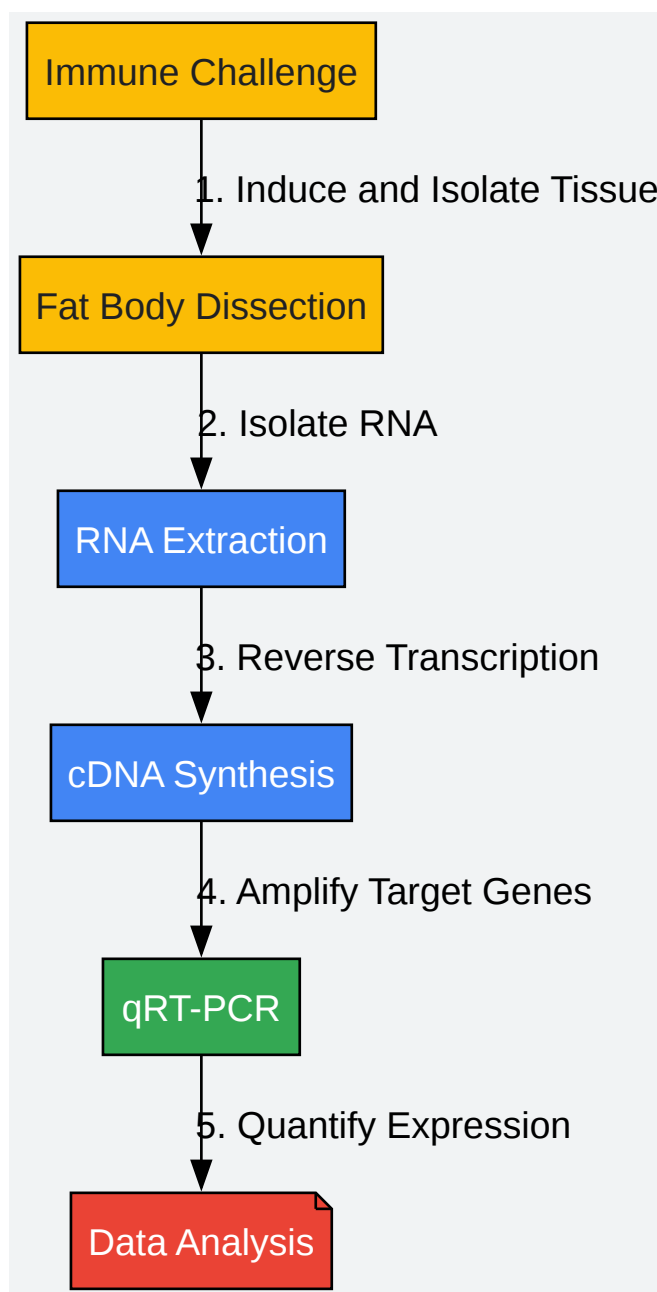 Immune Challenge
1. Induce and Isolate Tissue
Fat Body Dissection
2. Isolate RNA
RNA Extraction
3. Reverse Transcription
cDNA Synthesis
4. Amplify Target Genes
qRT-PCR
5. Quantify Expression
Data Analysis